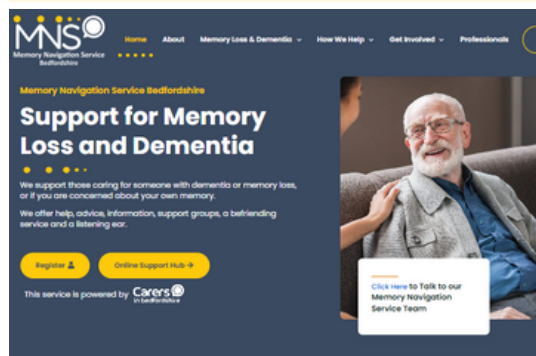 MNS
Memory Navigation Service
Bedfordshire
Home About Memory Loss & Dementia How We Help Get Involved Professionals
Memory Navigation Service Bedfordshire
Support for Memory
Loss and Dementia
We support those caring for someone with dementia or memory loss,
or if you are concerned about your own memory.
We offer help, advice, information, support groups, a befriending
service and a listening ear.
Register
Online Support Hub →
This service is powered by Carers
in bedfordshire
Click Here to Talk to our
Memory Navigation
Service Team